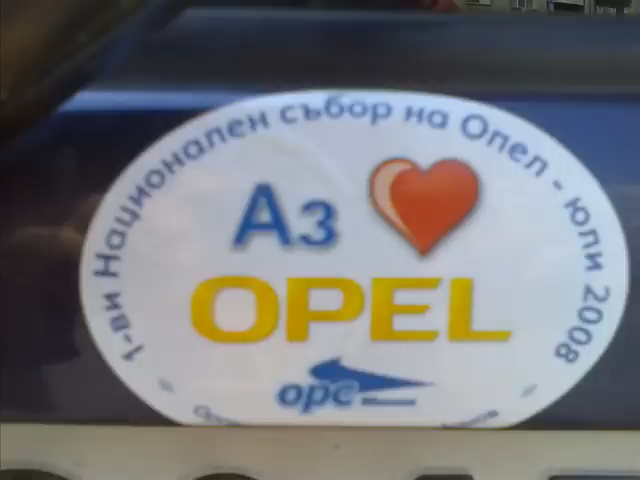 1-ви Национален събор на Опел - юли 2008
Аз
OPEL
opc